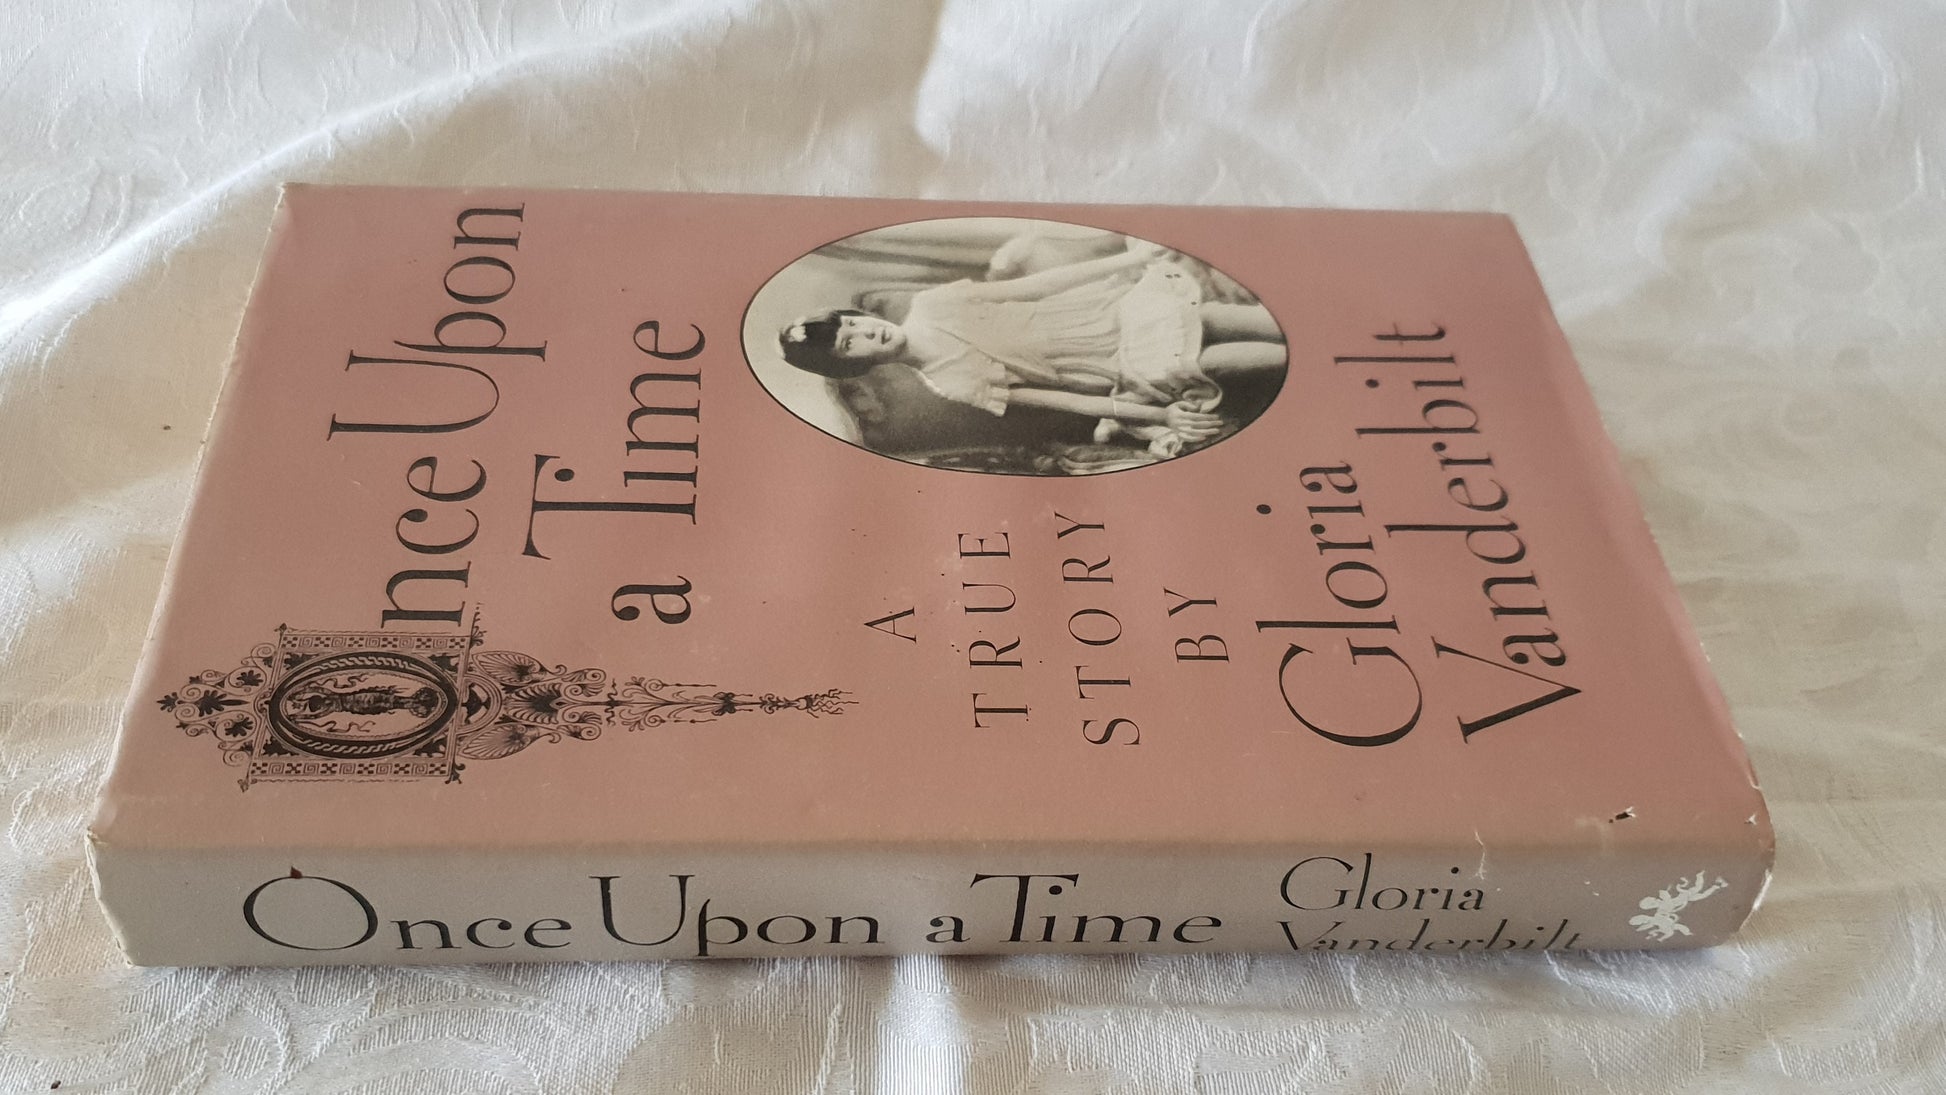 Once Upon
a Time
A
TRUE
STORY
BY
Gloria
Vanderbilt
Once Upon a Time
Gloria
Vanderbilt